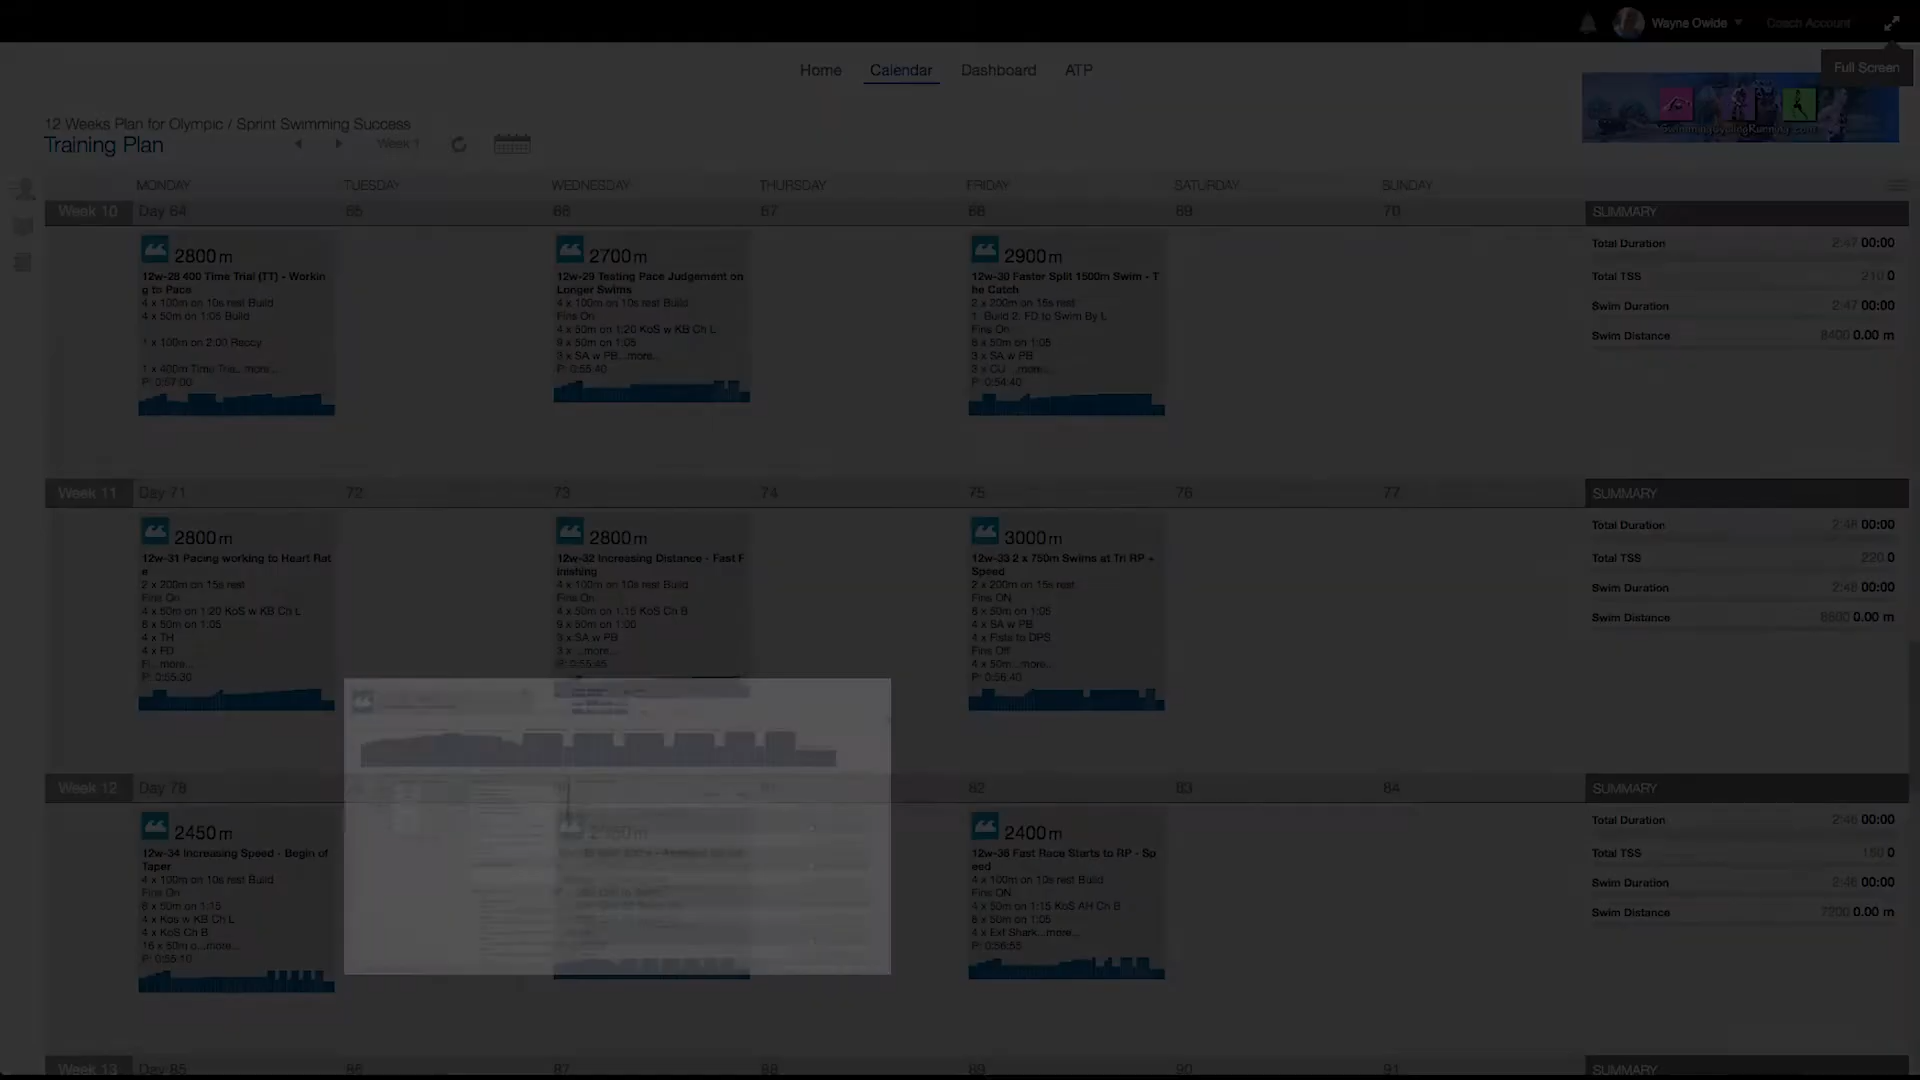 Wayne Owide
Coach Account
Full Screen
Home
Calendar
Dashboard
ATP
12 Weeks Plan for Olympic / Sprint Swimming Success
Training Plan
Week 1
SwimmingCyclingRunning.com
MONDAY
TUESDAY
WEDNESDAY
THURSDAY
FRIDAY
SATURDAY
SUNDAY
Week 10
Day 64
65
66
67
68
69
70
SUMMARY
2800m
12w-28 400 Time Trial (TT) - Workin
g to Pace
4 x 100m on 10s rest Build
4 x 50m on 1:05 Build
1 x 100m on 2:00 Reccy
1 x 400m Time Tria...more...
P: 0:57:00
2700m
12w-29 Testing Pace Judgement on
Longer Swims
4 x 100m on 10s rest Build
Fins On
4 x 50m on 1:20 KoS w KB Ch L
9 x 50m on 1:05
3 x SA w PB...more...
P: 0:55:40
2900m
12w-30 Faster Split 1500m Swim - T
he Catch
2 x 200m on 15s rest
1. Build 2. FD to Swim By L
Fins On
6 x 50m on 1:05
3 x SA w PB
3 x CU ...more...
P: 0:54:40
Total Duration 2:47 00:00
Total TSS 210 0
Swim Duration 2:47 00:00
Swim Distance 8400 0.00 m
Week 11
Day 71
72
73
74
75
76
77
SUMMARY
2800m
12w-31 Pacing working to Heart Rat
e
2 x 200m on 15s rest
Fins On
4 x 50m on 1:20 KoS w KB Ch L
8 x 50m on 1:05
4 x TH
4 x FD
F...more...
P: 0:55:30
2800m
12w-32 Increasing Distance - Fast F
inishing
4 x 100m on 10s rest Build
Fins On
4 x 50m on 1:15 KoS Ch B
9 x 50m on 1:00
3 x SA w PB
3 x ...more...
P: 0:55:45
3000m
12w-33 2 x 750m Swims at Tri RP +
Speed
2 x 200m on 15s rest
Fins ON
8 x 50m on 1:05
4 x SA w PB
4 x Fists to DPS
Fins Off
4 x 50m...more...
P: 0:56:40
Total Duration 2:48 00:00
Total TSS 220 0
Swim Duration 2:48 00:00
Swim Distance 8600 0.00 m
Week 12
Day 78
82
83
84
SUMMARY
2450m
12w-34 Increasing Speed - Begin of
Taper
4 x 100m on 10s rest Build
Fins On
8 x 50m on 1:15
4 x Kos w KB Ch L
4 x KoS Ch B
16 x 50m o...more...
P: 0:55:10
2400m
12w-36 Fast Race Starts to RP - Sp
eed
4 x 100m on 10s rest Build
Fins ON
4 x 50m on 1:15 KoS AH Ch B
8 x 50m on 1:05
4 x Ext Shark...more...
P: 0:56:55
Total Duration 2:46 00:00
Total TSS 0
Swim Duration 2:46 00:00
Swim Distance 7200 0.00 m
Week 13
Day 85
86
87
88
89
90
91
SUMMARY